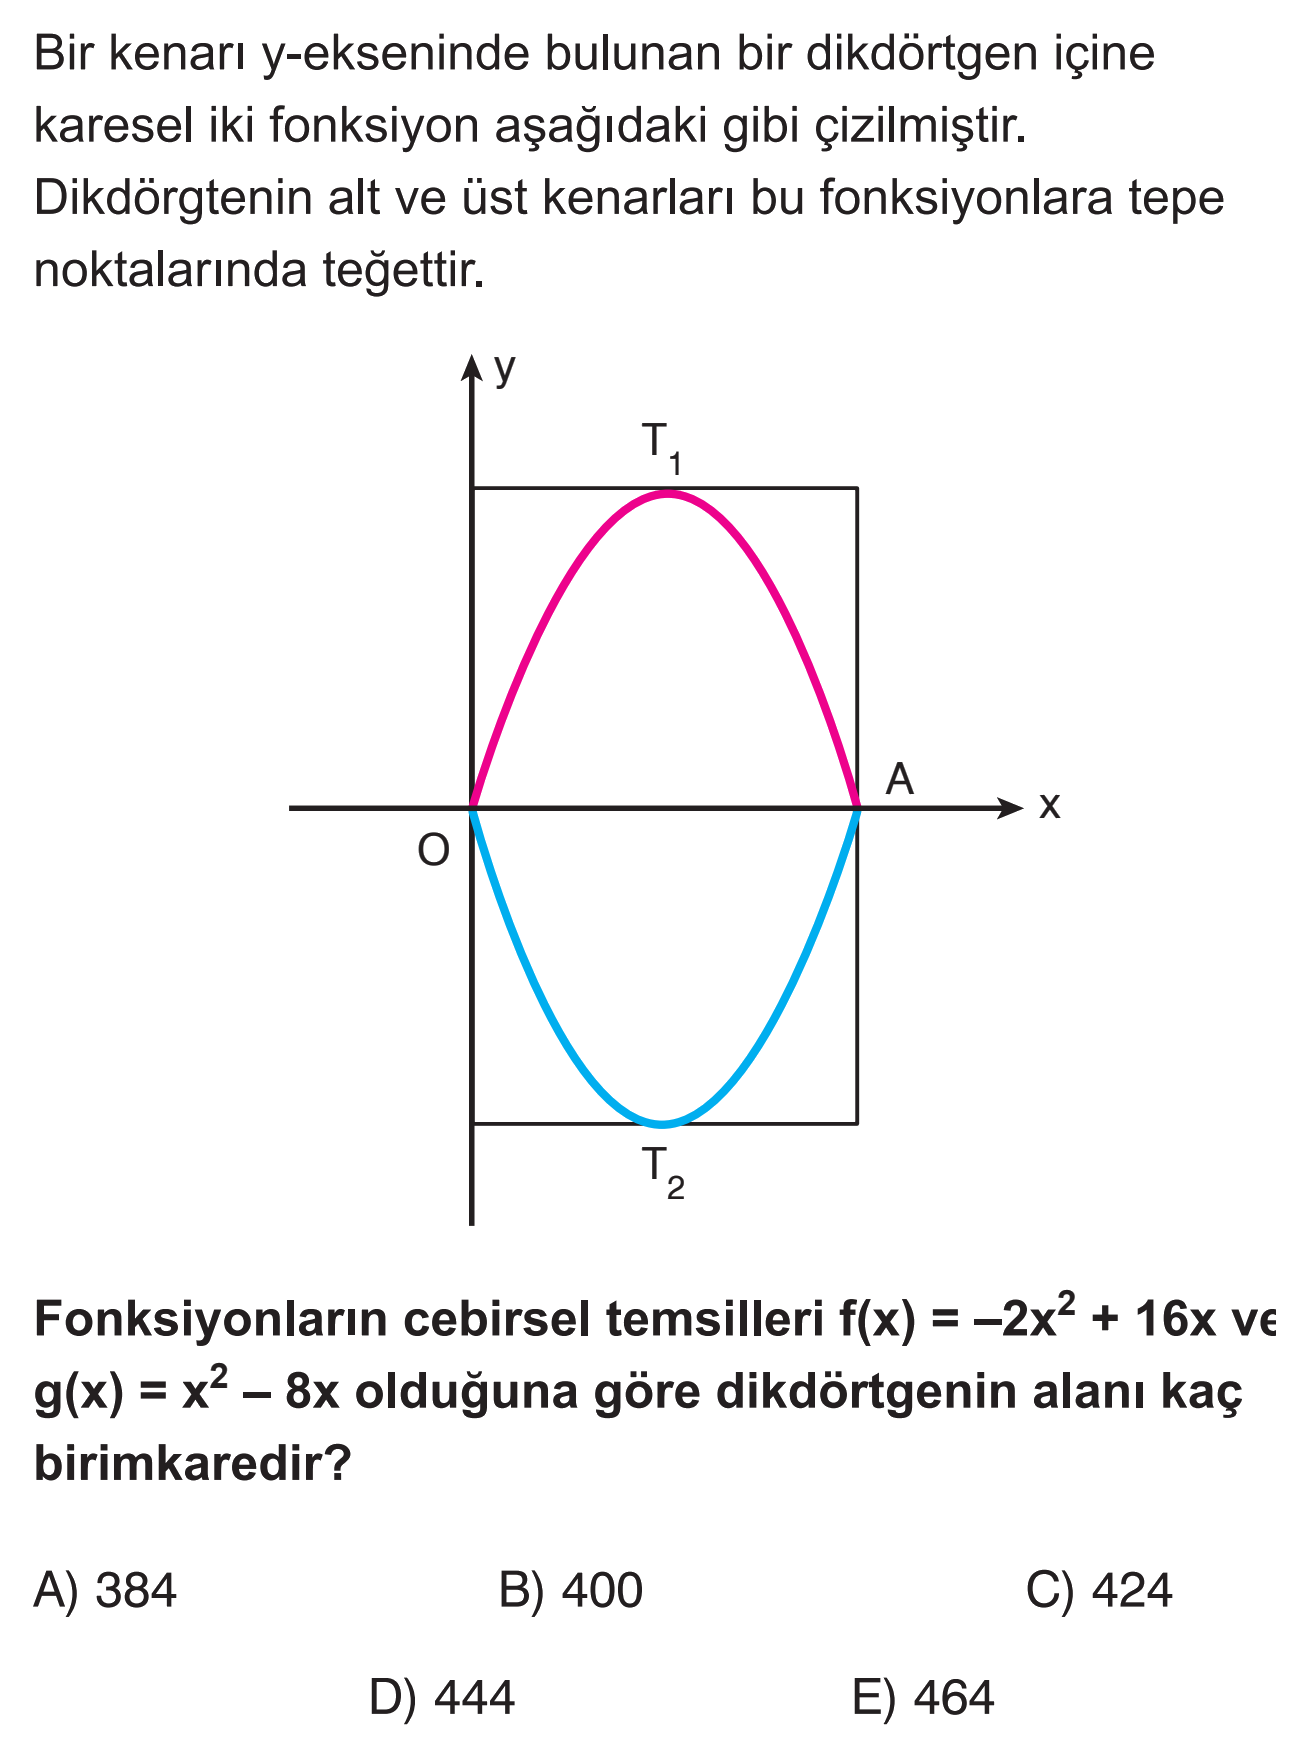 Bir kenarı y-ekseninde bulunan bir dikdörtgen içine
karesel iki fonksiyon aşağıdaki gibi çizilmiştir.
Dikdörgtenin alt ve üst kenarları bu fonksiyonlara tepe
noktalarında teğettir.
y
T₁
A
x
O
T₂
Fonksiyonların cebirsel temsilleri f(x) = –2x² + 16x ve
g(x) = x² – 8x olduğuna göre dikdörtgenin alanı kaç
birimkaredir?
A) 384 B) 400 C) 424
D) 444 E) 464